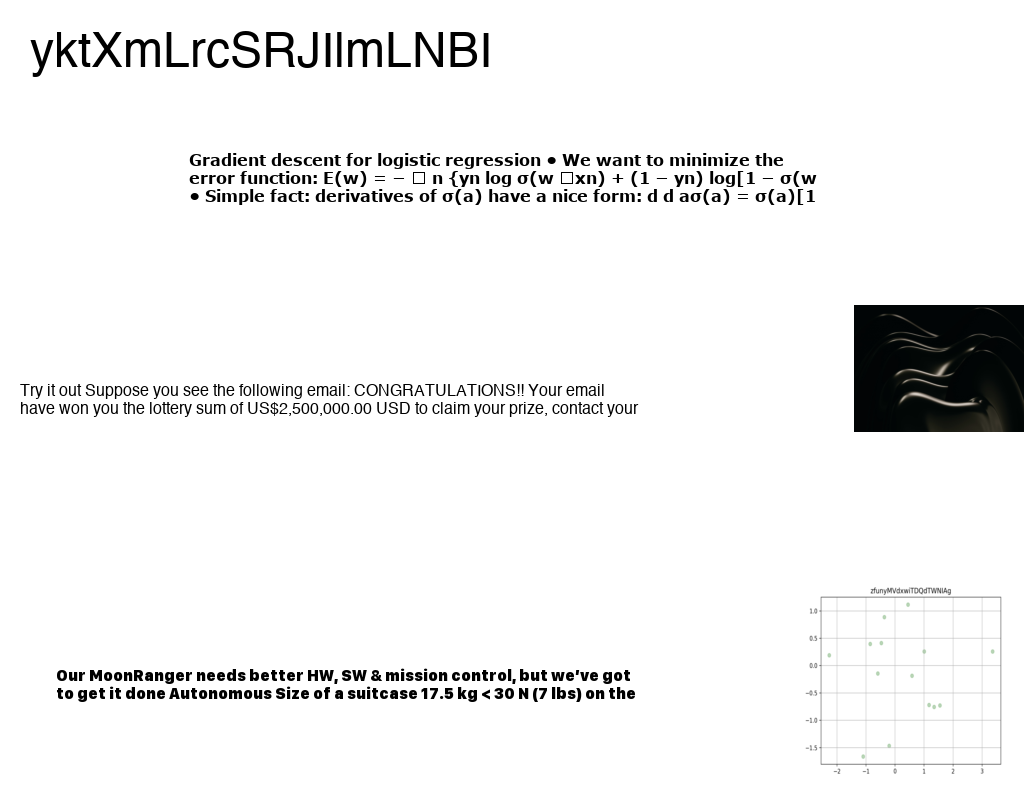 yktXmLrcSRJIlmLNBI
Gradient descent for logistic regression • We want to minimize the
error function: E(w) = − □ n {yn log σ(w □xn) + (1 − yn) log[1 − σ(w
• Simple fact: derivatives of σ(a) have a nice form: d d aσ(a) = σ(a)[1
Try it out Suppose you see the following email: CONGRATULATIONS!! Your email
have won you the lottery sum of US$2,500,000.00 USD to claim your prize, contact your
zfunyMVdxwiTDQdTWNlAg
1.0
0.5
0.0
−0.5
−1.0
−1.5
−2 −1 0 1 2 3
Our MoonRanger needs better HW, SW & mission control, but we’ve got
to get it done Autonomous Size of a suitcase 17.5 kg < 30 N (7 lbs) on the